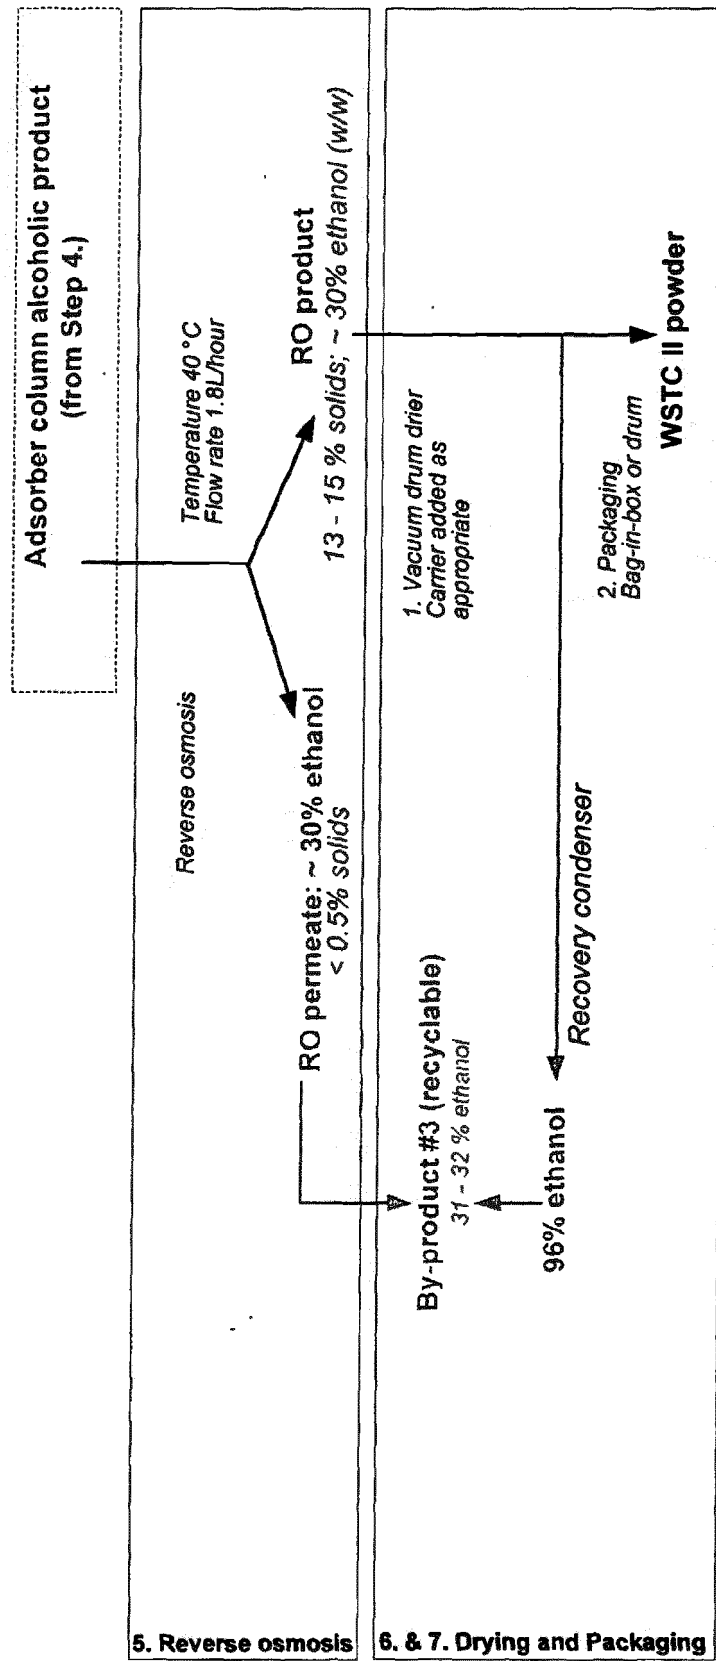 Adsorber column alcoholic product
(from Step 4.)
5. Reverse osmosis
Reverse osmosis
Temperature 40 °C
Flow rate 1.8L/hour
RO permeate: ~ 30% ethanol
< 0.5% solids
RO product
13 - 15 % solids; ~ 30% ethanol (w/w)
6. & 7. Drying and Packaging
By-product #3 (recyclable)
31 – 32 % ethanol
1. Vacuum drum drier
Carrier added as
appropriate
96% ethanol
Recovery condenser
2. Packaging
Bag-in-box or drum
WSTC II powder